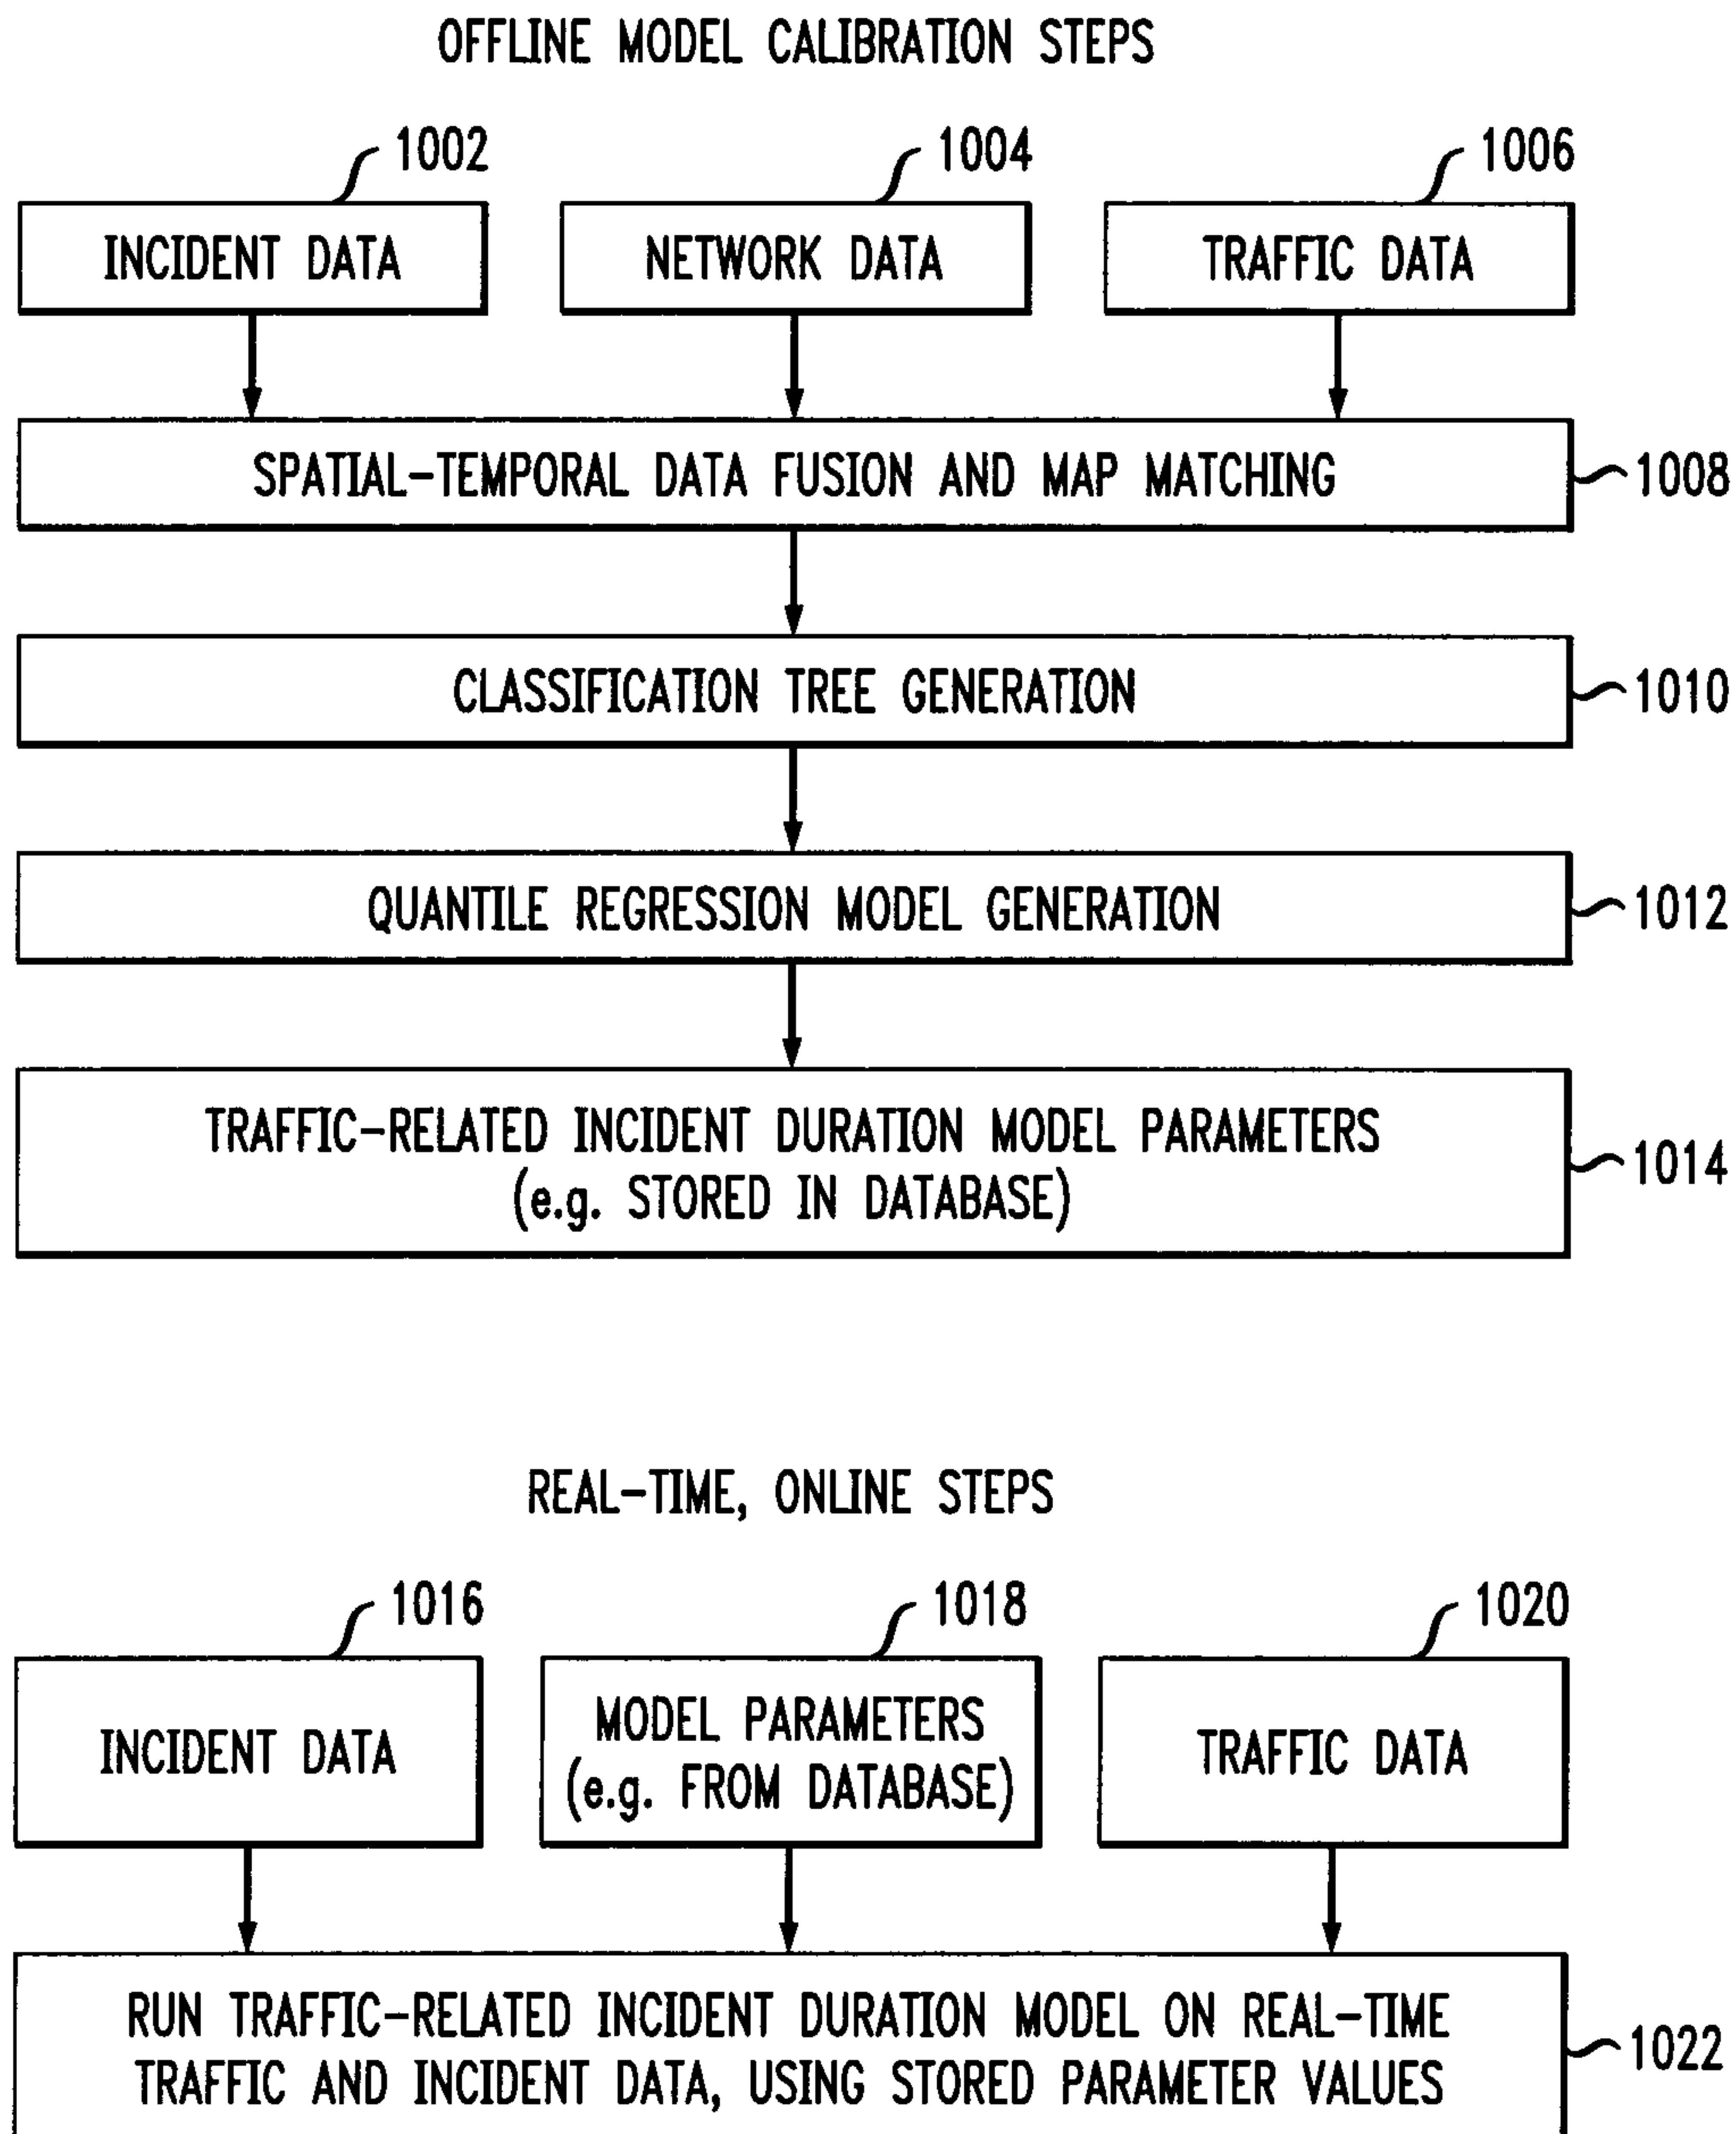 OFFLINE MODEL CALIBRATION STEPS
1002
1004
1006
INCIDENT DATA
NETWORK DATA
TRAFFIC DATA
SPATIAL-TEMPORAL DATA FUSION AND MAP MATCHING
1008
CLASSIFICATION TREE GENERATION
1010
QUANTILE REGRESSION MODEL GENERATION
1012
TRAFFIC-RELATED INCIDENT DURATION MODEL PARAMETERS
(e.g. STORED IN DATABASE)
1014
REAL-TIME, ONLINE STEPS
1016
1018
1020
INCIDENT DATA
MODEL PARAMETERS
(e.g. FROM DATABASE)
TRAFFIC DATA
RUN TRAFFIC-RELATED INCIDENT DURATION MODEL ON REAL-TIME
TRAFFIC AND INCIDENT DATA, USING STORED PARAMETER VALUES
1022